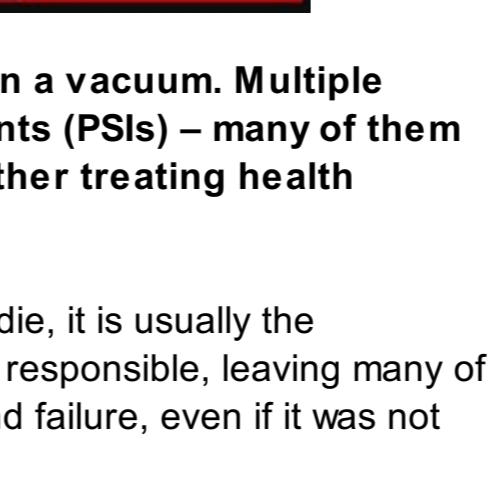 n a vacuum. Multiple
nts (PSIs) – many of them
ther treating health
die, it is usually the
responsible, leaving many of
d failure, even if it was not